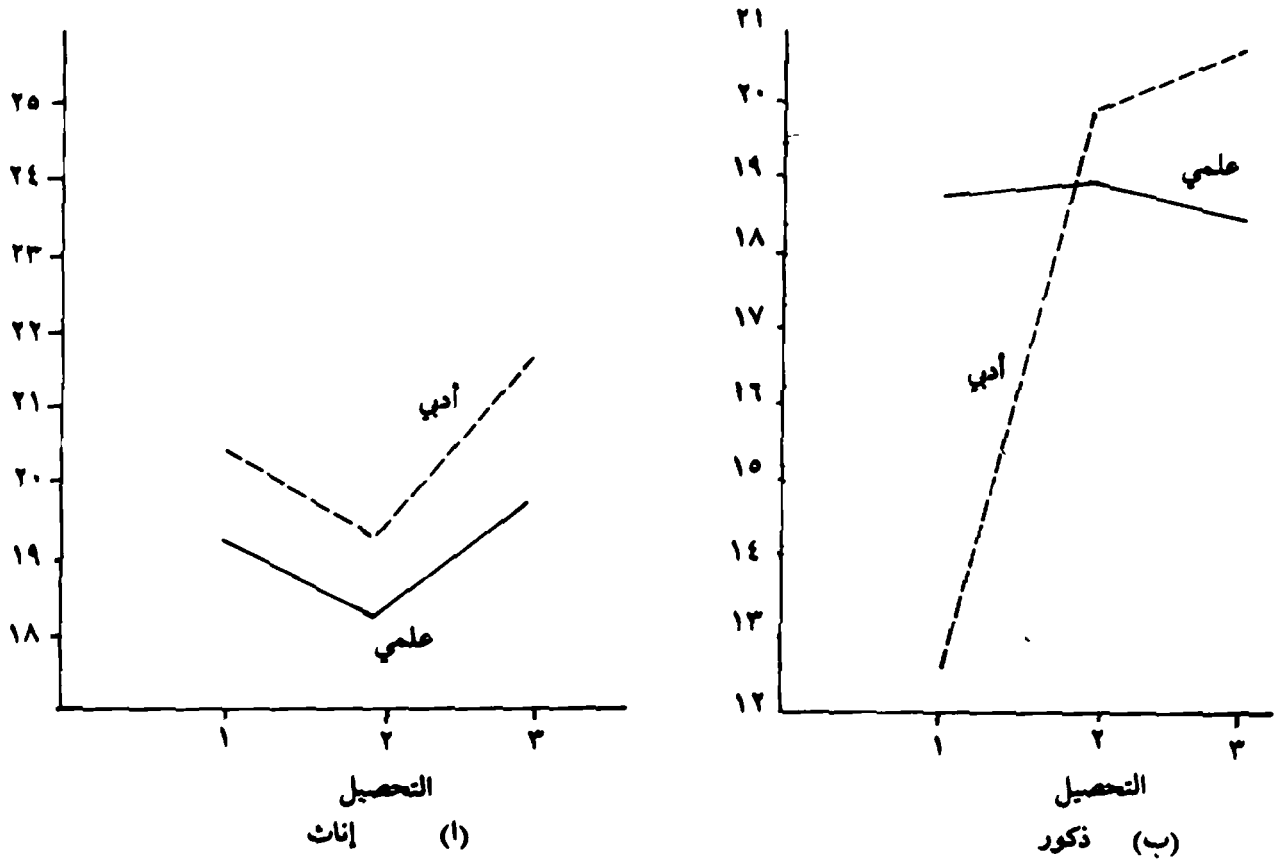 ٢٥
٢٤
٢٣
٢٢
٢١
٢٠
١٩
١٨
أدبي
علمي
١ ٢ ٣
التحصيل
(ا) إناث
٢١
٢٠
١٩
١٨
١٧
١٦
١٥
١٤
١٣
١٢
علمي
أدبي
١ ٢ ٣
التحصيل
(ب) ذكور